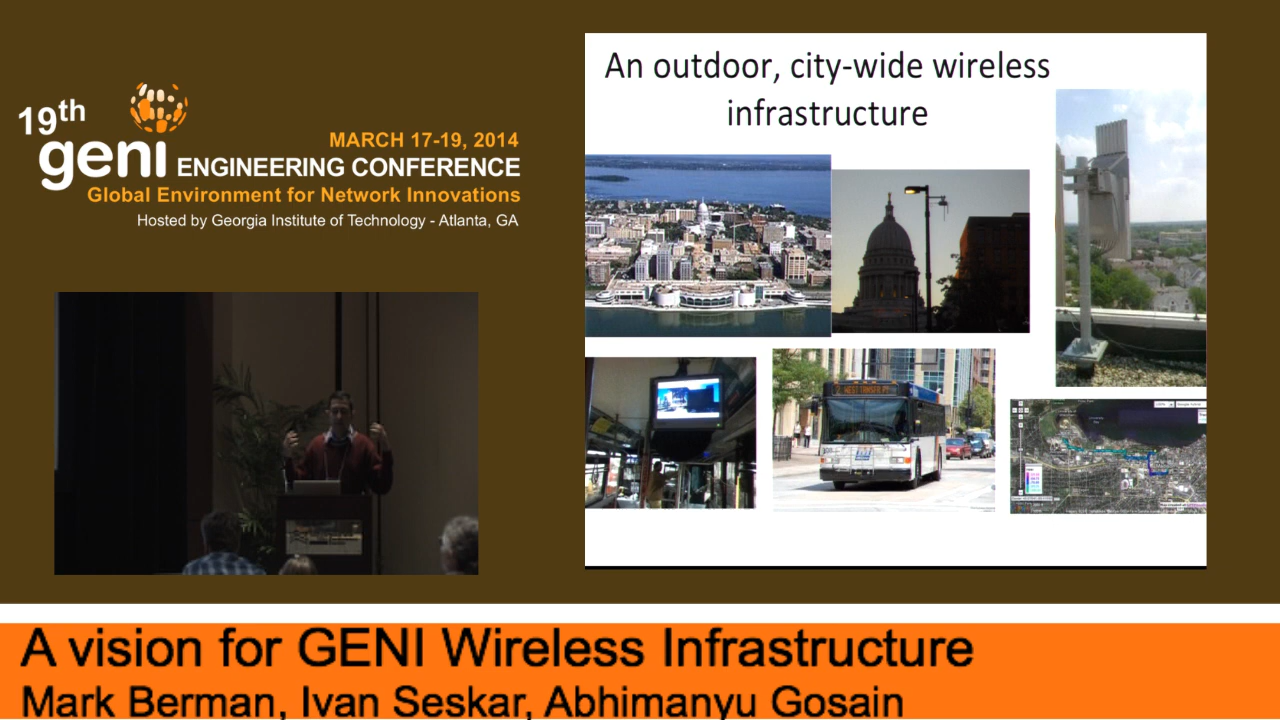 19th
geni ENGINEERING CONFERENCE
MARCH 17-19, 2014
Global Environment for Network Innovations
Hosted by Georgia Institute of Technology - Atlanta, GA
An outdoor, city-wide wireless
infrastructure
A vision for GENI Wireless Infrastructure
Mark Berman, Ivan Seskar, Abhimanyu Gosain